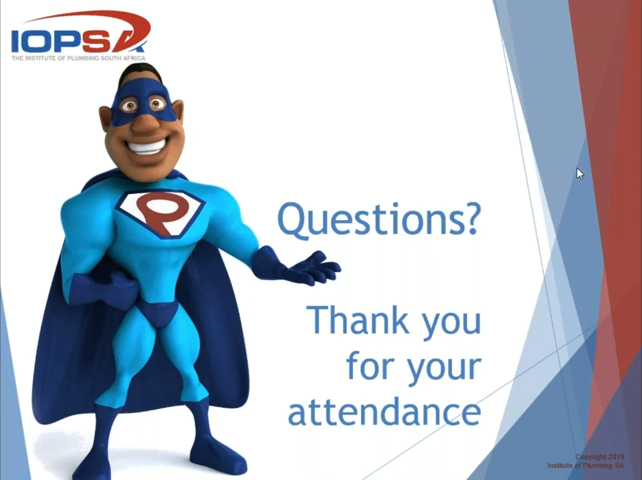 IOPSA
THE INSTITUTE OF PLUMBING SOUTH AFRICA
P
Questions?
Thank you
for your
attendance
Copyright 2019
Institute of Plumbing SA